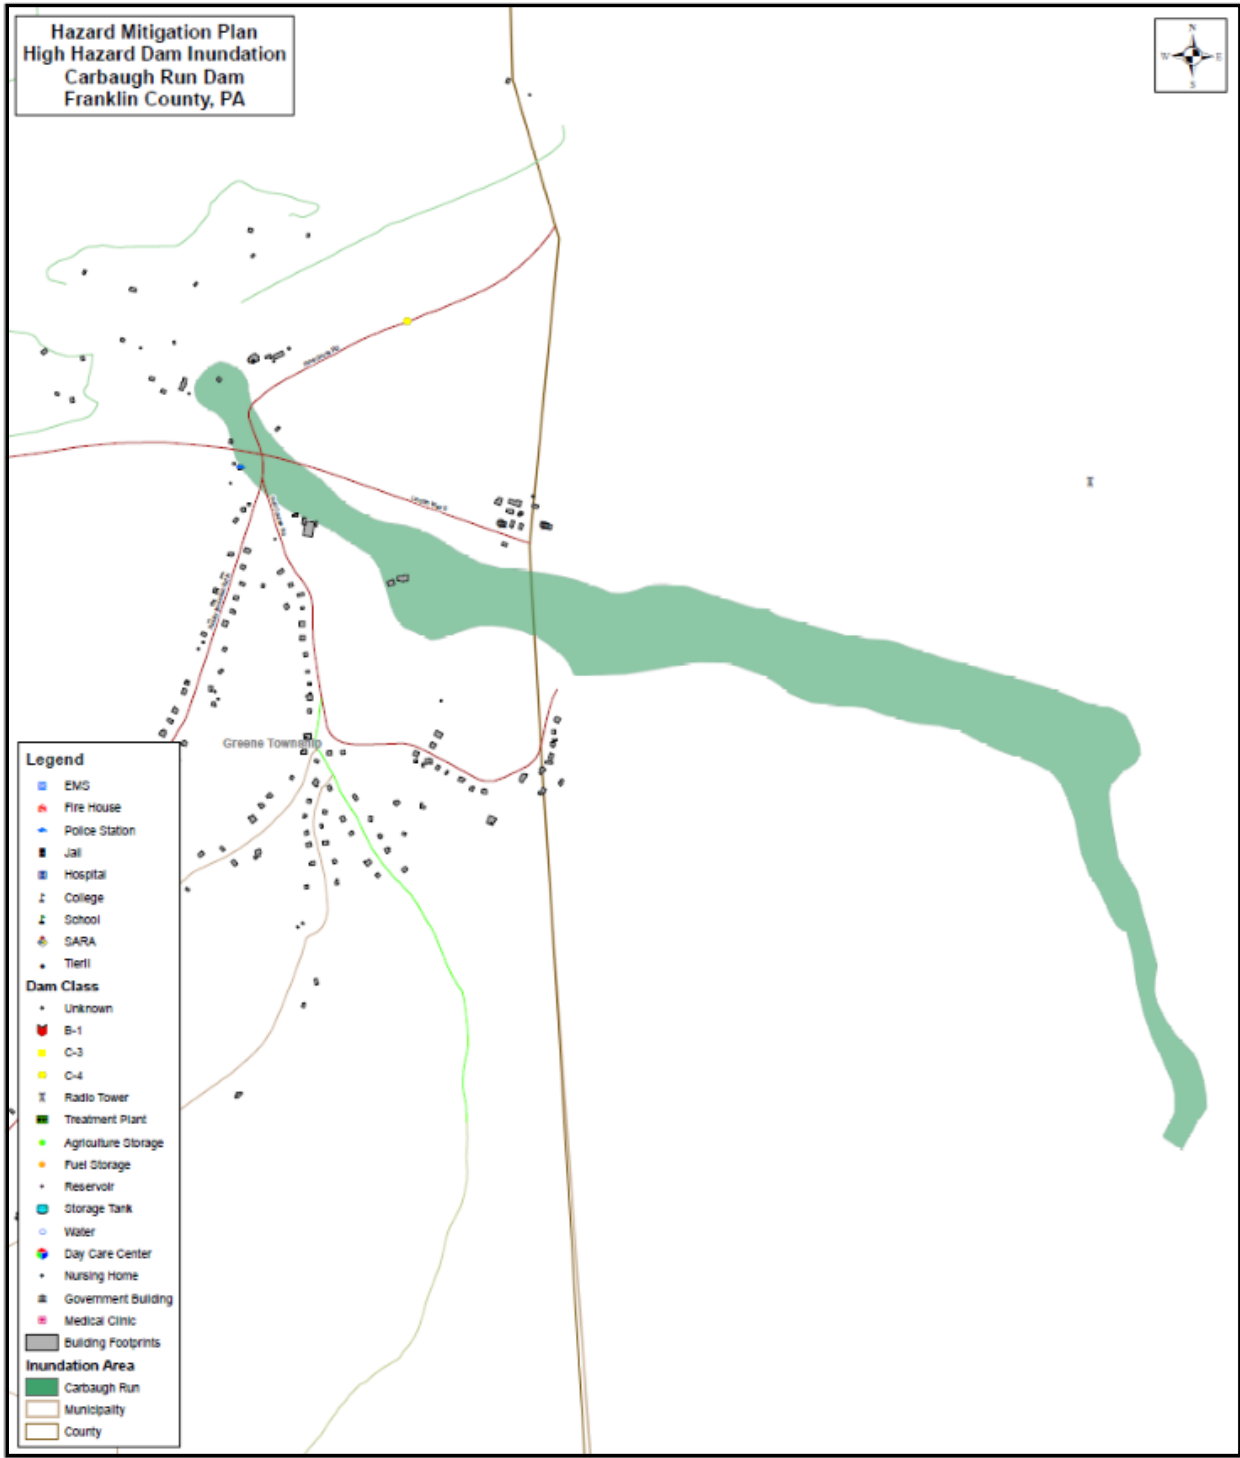 Hazard Mitigation Plan
High Hazard Dam Inundation
Carbaugh Run Dam
Franklin County, PA
N
W
E
S
Greene Township
Legend
EMS
Fire House
Police Station
Jail
Hospital
College
School
SARA
TierII
Dam Class
Unknown
B-1
C-3
C-4
Radio Tower
Treatment Plant
Agriculture Storage
Fuel Storage
Reservoir
Storage Tank
Water
Day Care Center
Nursing Home
Government Building
Medical Clinic
Building Footprints
Inundation Area
Carbaugh Run
Municipality
County